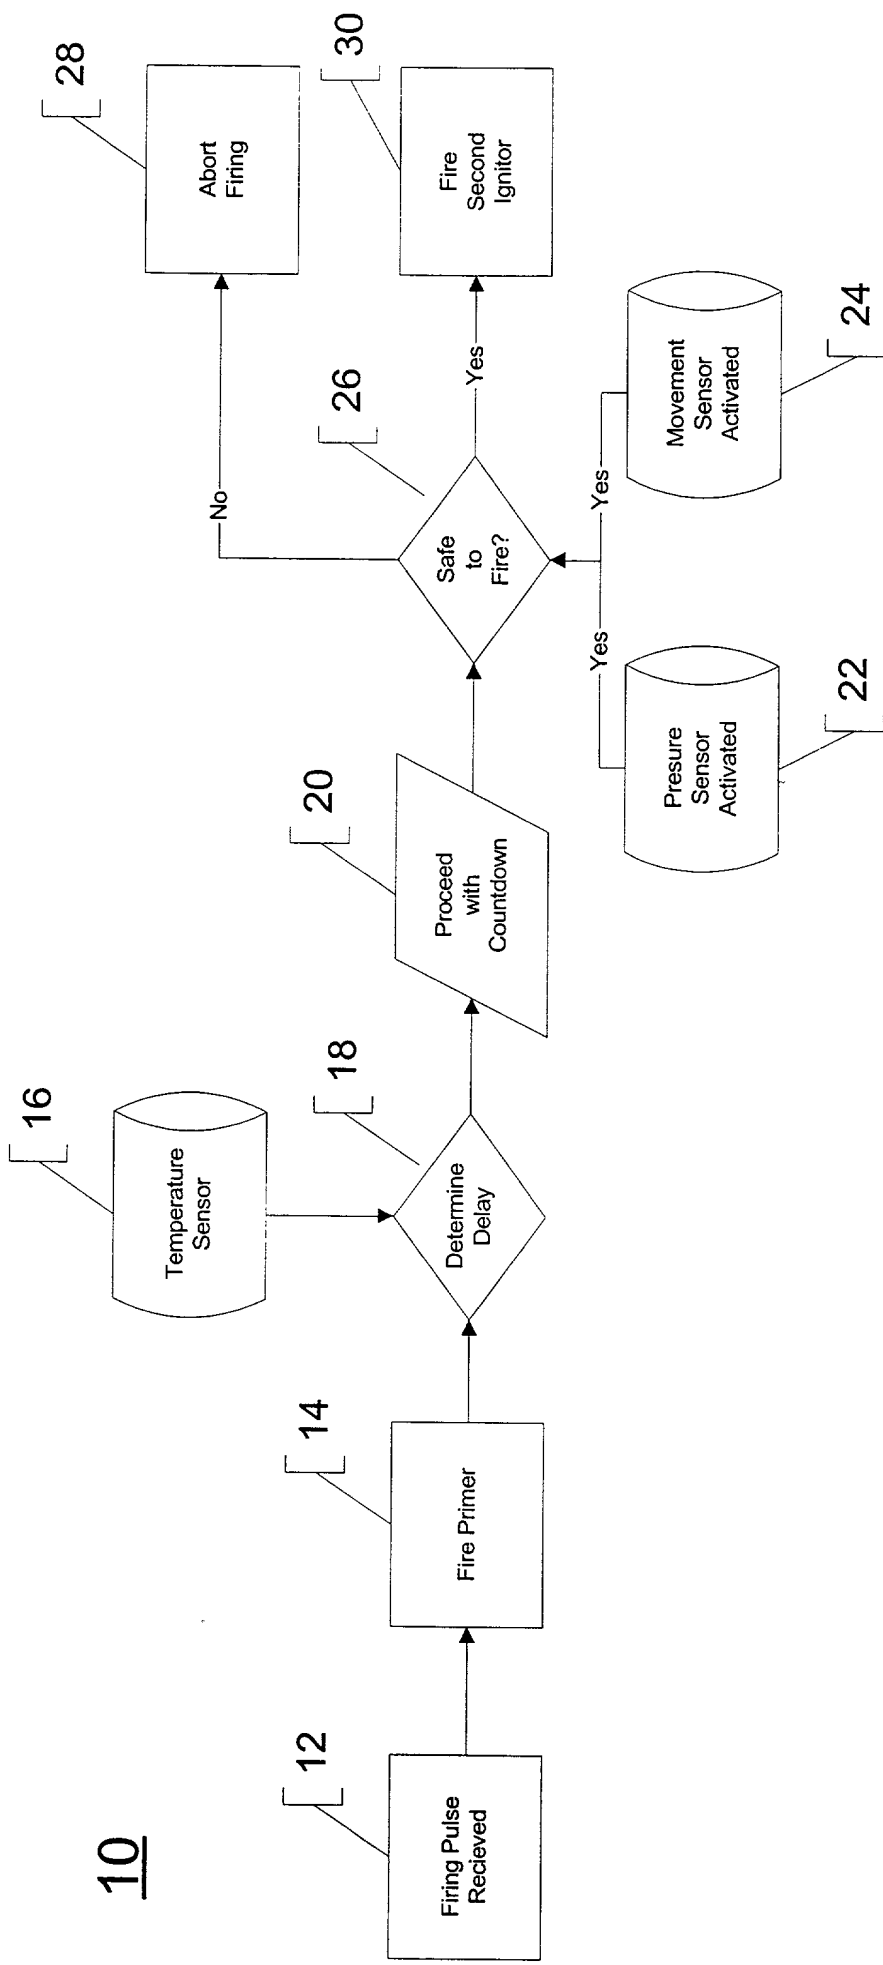 10
12
Firing Pulse
Recieved
14
Fire Primer
16
Temperature
Sensor
18
Determine
Delay
20
Proceed
with
Countdown
22
Presure
Sensor
Activated
Yes
24
Movement
Sensor
Activated
Yes
26
Safe
to
Fire?
No
28
Abort
Firing
Yes
30
Fire
Second
Ignitor